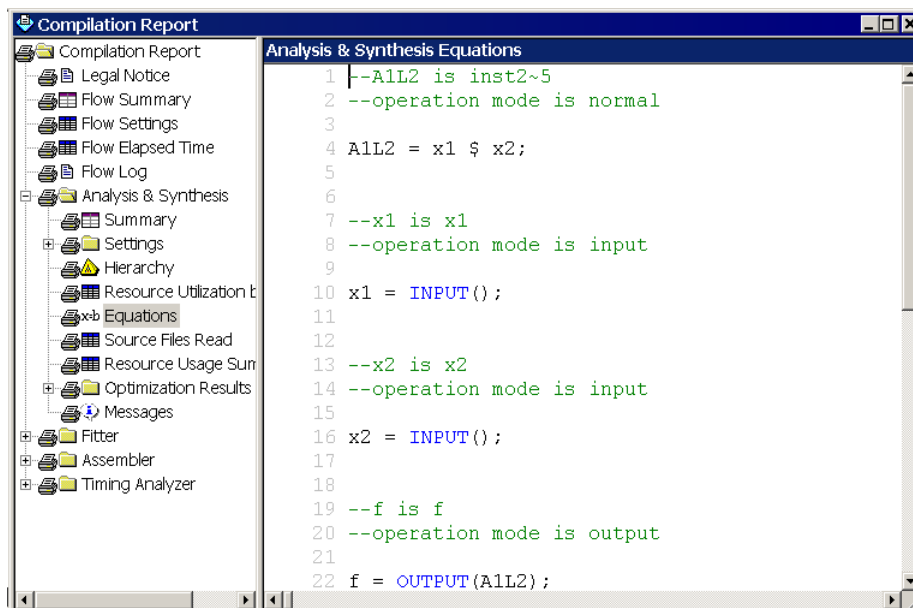 Compilation Report
Compilation Report
Legal Notice
Flow Summary
Flow Settings
Flow Elapsed Time
Flow Log
Analysis & Synthesis
Summary
Settings
Hierarchy
Resource Utilization b
Equations
Source Files Read
Resource Usage Sum
Optimization Results
Messages
Fitter
Assembler
Timing Analyzer
Analysis & Synthesis Equations
1 --A1L2 is inst2~5
2 --operation mode is normal
3
4 A1L2 = x1 $ x2;
5
6
7 --x1 is x1
8 --operation mode is input
9
10 x1 = INPUT();
11
12
13 --x2 is x2
14 --operation mode is input
15
16 x2 = INPUT();
17
18
19 --f is f
20 --operation mode is output
21
22 f = OUTPUT(A1L2);